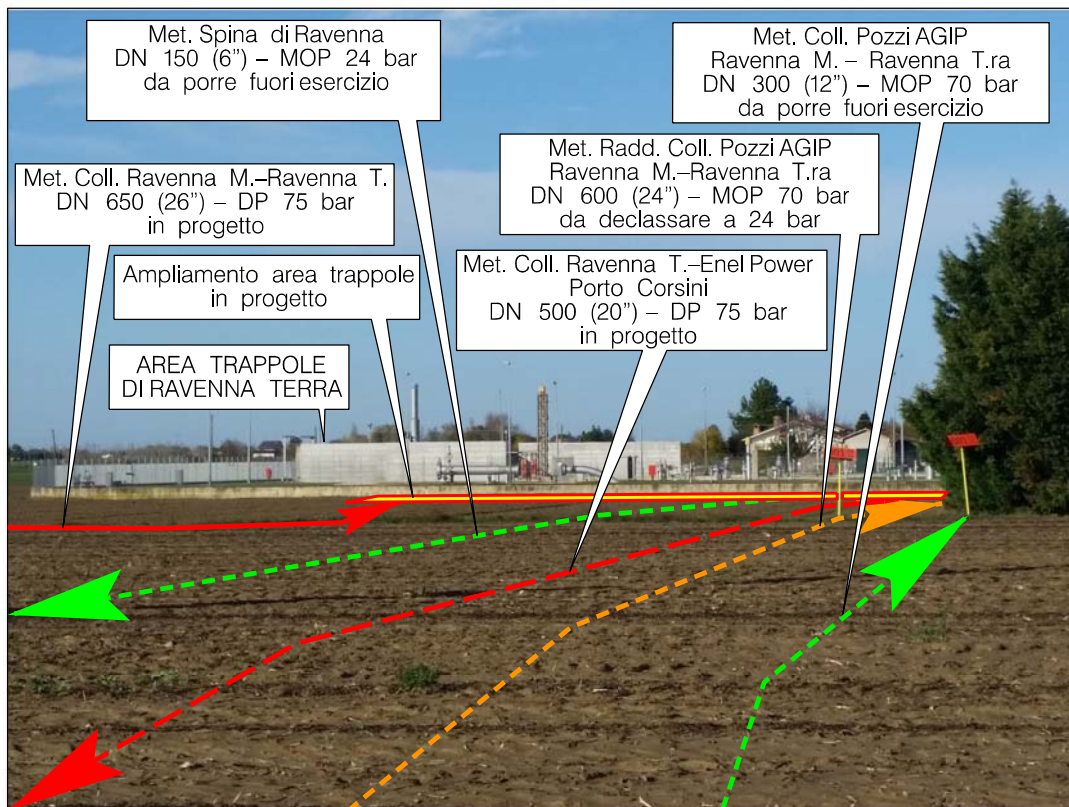 Met. Spina di Ravenna
DN 150 (6") – MOP 24 bar
da porre fuori esercizio
Met. Coll. Pozzi AGIP
Ravenna M. – Ravenna T.ra
DN 300 (12") – MOP 70 bar
da porre fuori esercizio
Met. Coll. Ravenna M.–Ravenna T.
DN 650 (26") – DP 75 bar
in progetto
Met. Radd. Coll. Pozzi AGIP
Ravenna M.–Ravenna T.ra
DN 600 (24") – MOP 70 bar
da declassare a 24 bar
Ampliamento area trappole
in progetto
Met. Coll. Ravenna T.–Enel Power
Porto Corsini
DN 500 (20") – DP 75 bar
in progetto
AREA TRAPPOLE
DI RAVENNA TERRA